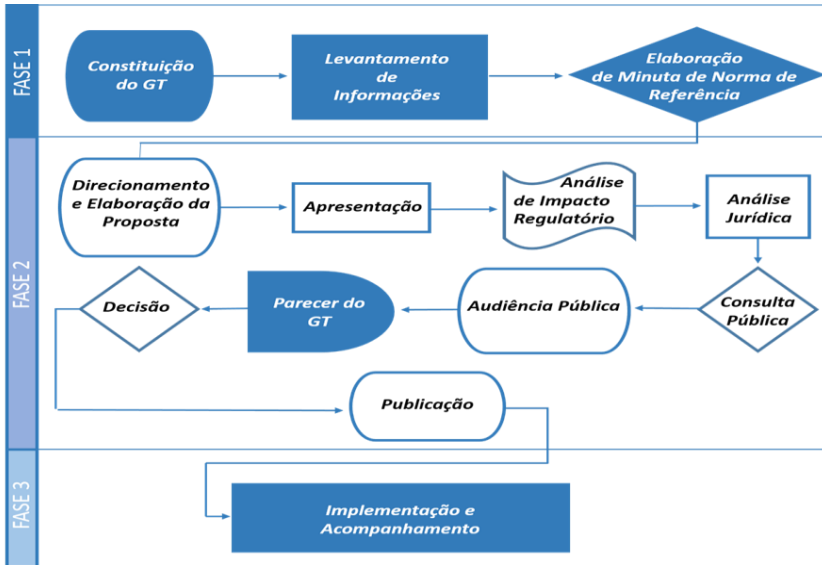 FASE 1
Constituição
do GT
Levantamento
de
Informações
Elaboração
de Minuta de Norma de
Referência
FASE 2
Direcionamento
e Elaboração da
Proposta
Apresentação
Análise
de Impacto
Regulatório
Análise
Jurídica
Decisão
Parecer do
GT
Audiência Pública
Consulta
Pública
Publicação
FASE 3
Implementação e
Acompanhamento